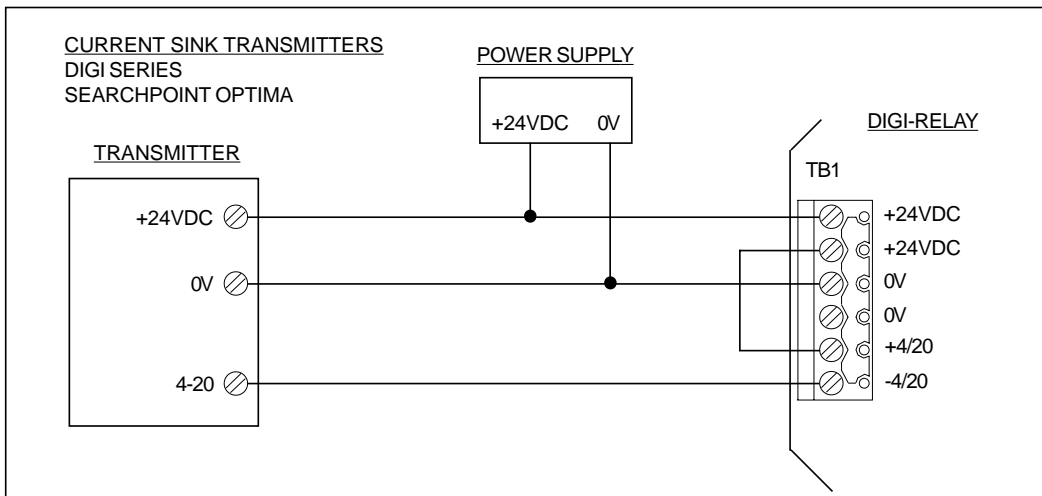 CURRENT SINK TRANSMITTERS
DIGI SERIES
SEARCHPOINT OPTIMA
POWER SUPPLY
+24VDC 0V
DIGI-RELAY
TRANSMITTER
TB1
+24VDC
0V
4-20
+24VDC
+24VDC
0V
0V
+4/20
-4/20